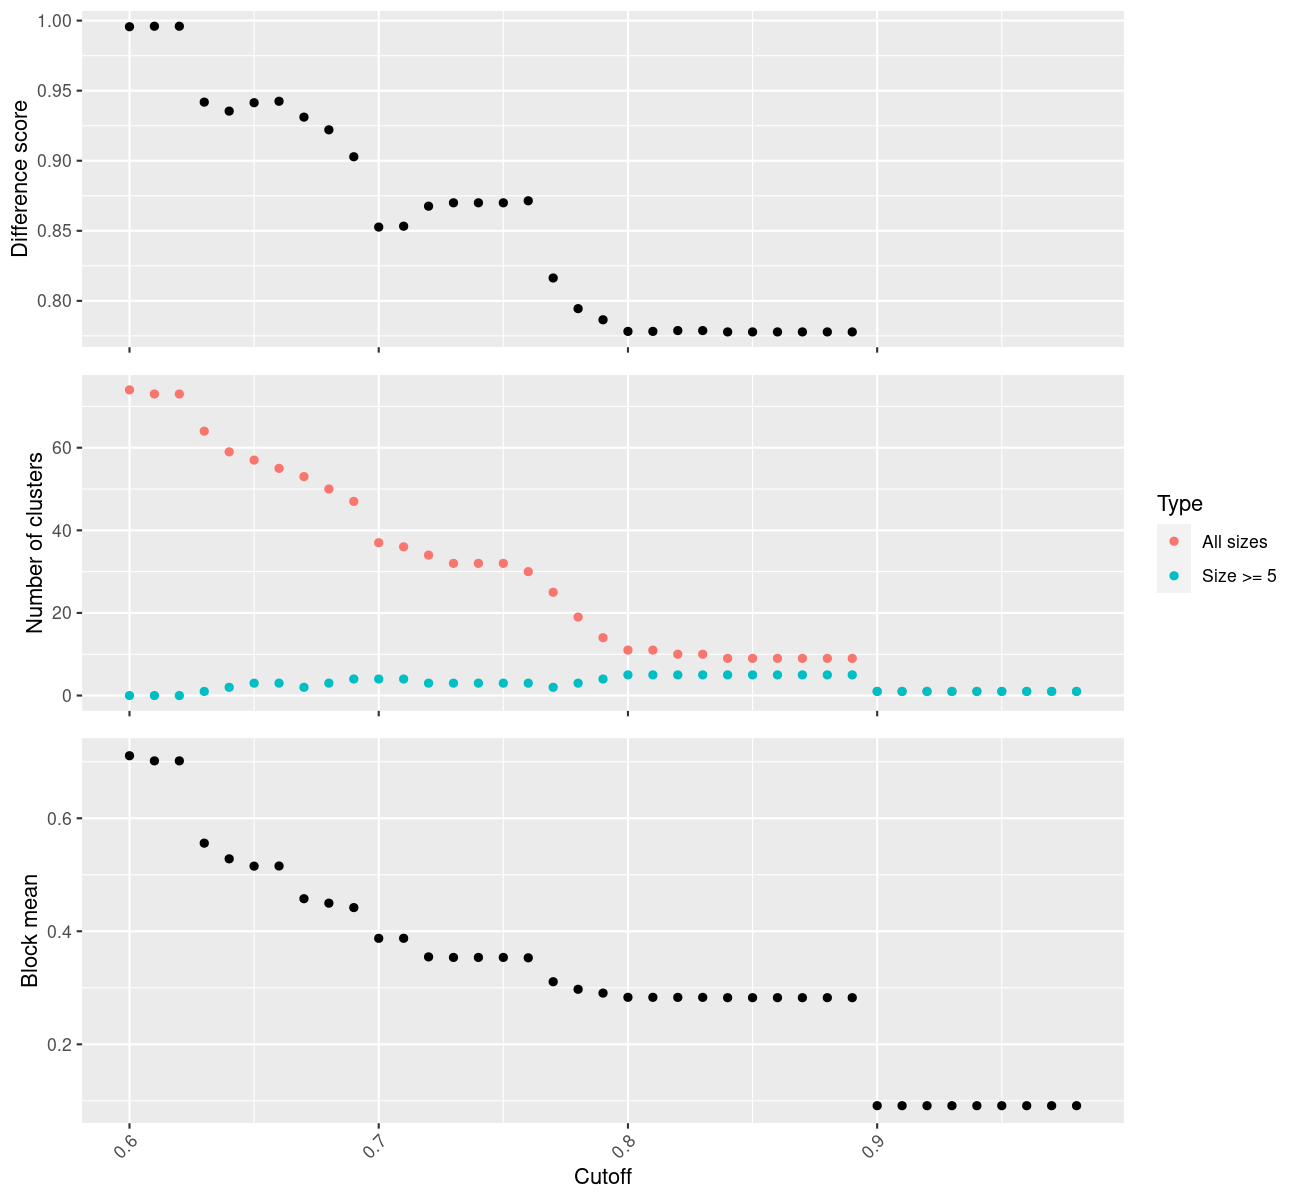 Difference score
1.00
0.95
0.90
0.85
0.80
Number of clusters
60
40
20
0
Type
All sizes
Size >= 5
Block mean
0.6
0.4
0.2
0.6 0.7 0.8 0.9
Cutoff